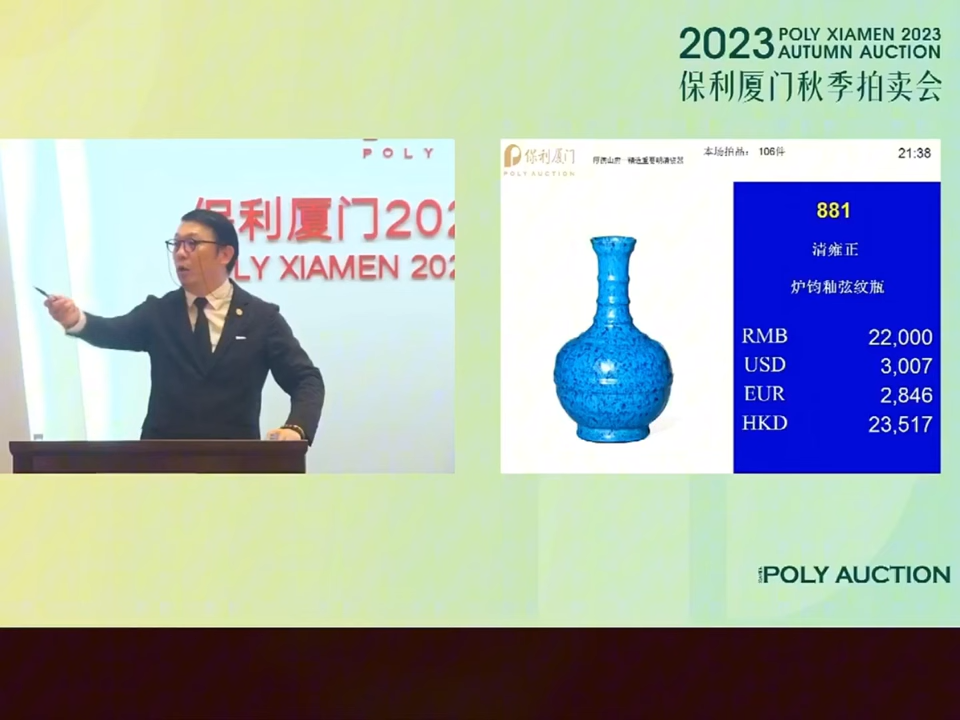 2023 POLY XIAMEN 2023
AUTUMN AUCTION
保利厦门秋季拍卖会
POLY
保利厦门202
LY XIAMEN 202
保利厦门
POLY AUCTION
本场拍品： 106件
21:38
881
清雍正
炉钧釉弦纹瓶
RMB 22,000
USD 3,007
EUR 2,846
HKD 23,517
POLY AUCTION